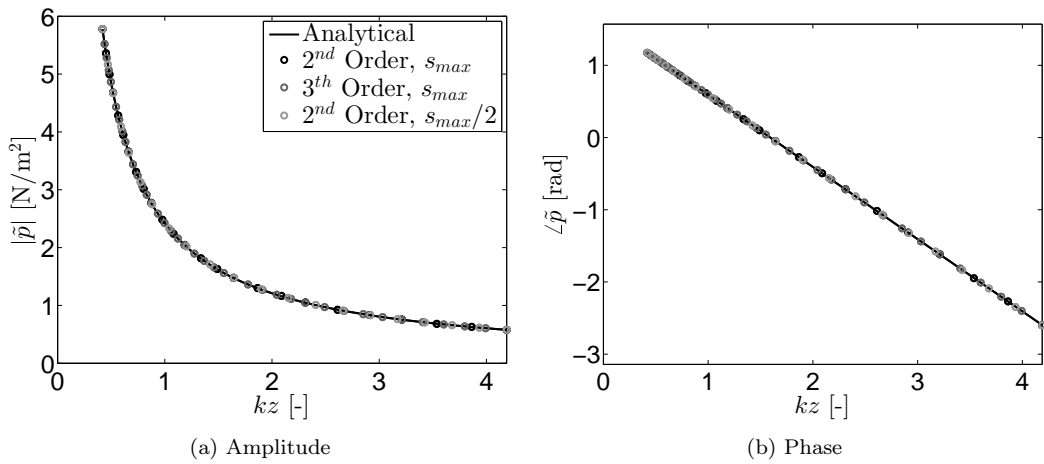 6
5
4
3
2
1
0
0
1
2
3
4
|p̃| [N/m²]
kz [-]
Analytical
2ⁿᵈ Order, sₘₐₓ
3ᵗʰ Order, sₘₐₓ
2ⁿᵈ Order, sₘₐₓ/2
(a) Amplitude
1
0
−1
−2
−3
0
1
2
3
4
∠p̃ [rad]
kz [-]
(b) Phase